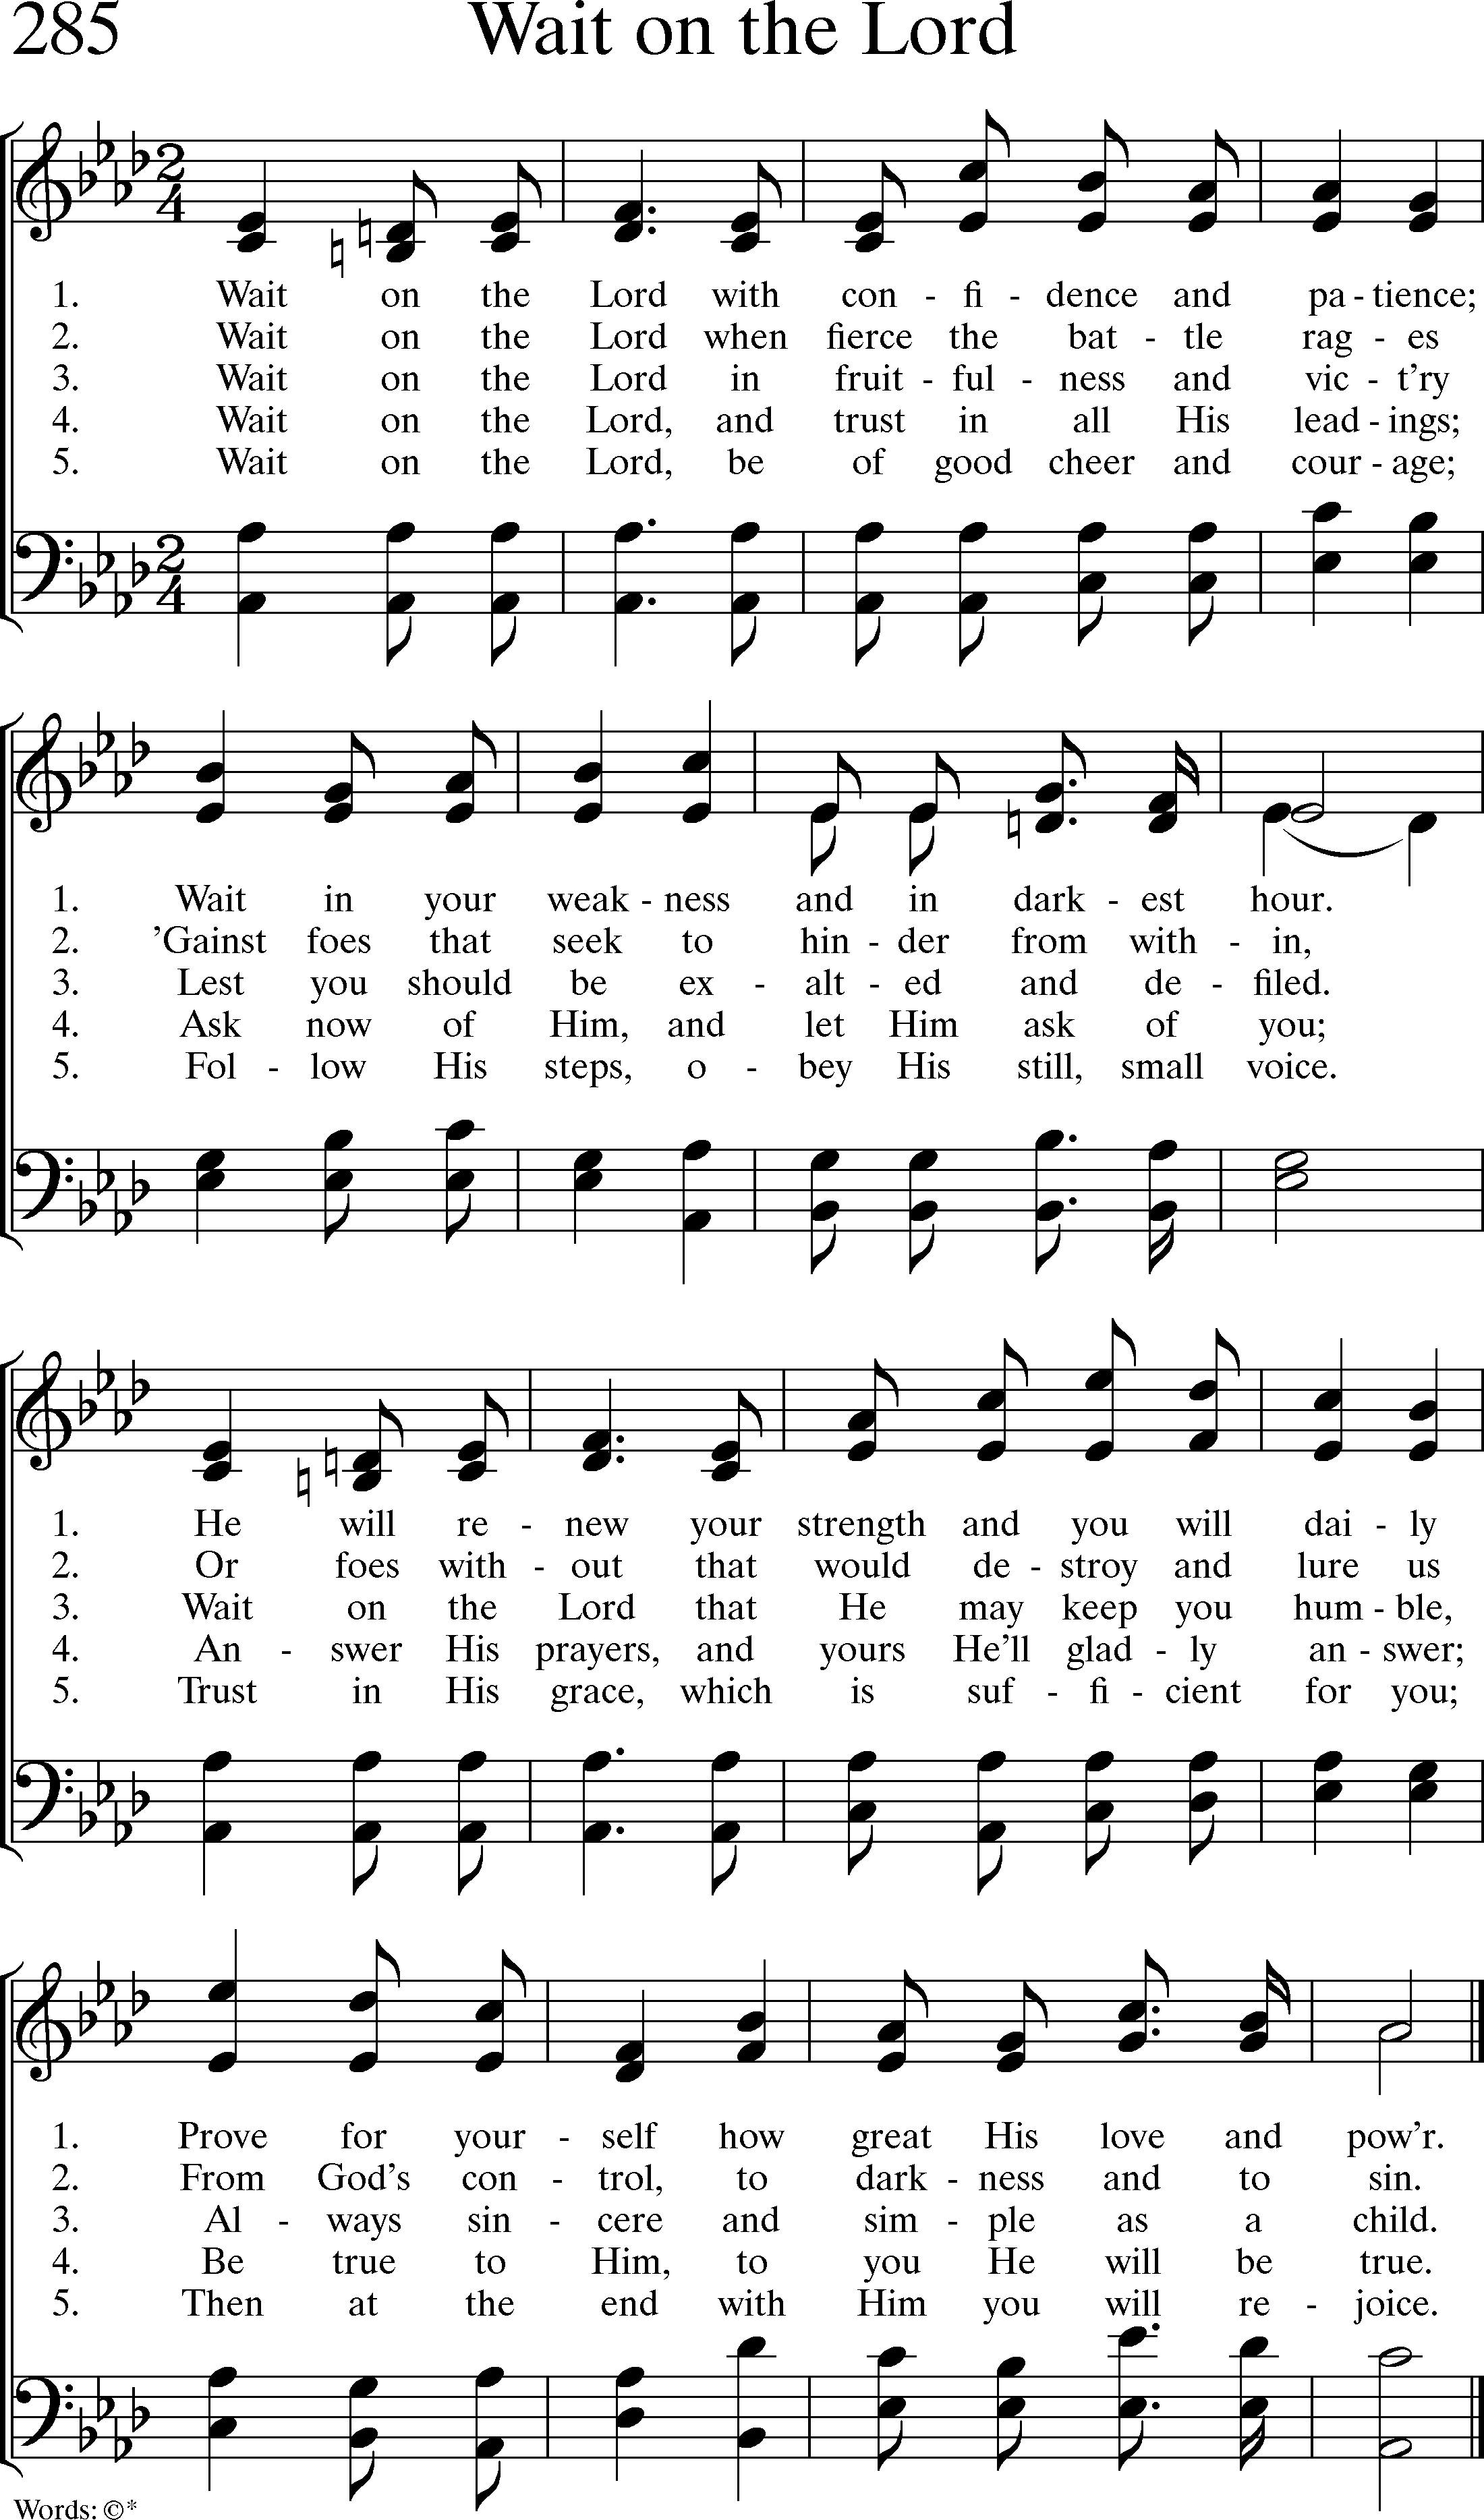 285 Wait on the Lord
1. Wait on the Lord with con - fi - dence and pa - tience;
2. Wait on the Lord when fierce the bat - tle rag - es
3. Wait on the Lord in fruit - ful - ness and vic - t’ry
4. Wait on the Lord, and trust in all His lead - ings;
5. Wait on the Lord, be of good cheer and cour - age;
1. Wait in your weak - ness and in dark - est hour.
2. ’Gainst foes that seek to hin - der from with - in,
3. Lest you should be ex - alt - ed and de - filed.
4. Ask now of Him, and let Him ask of you;
5. Fol - low His steps, o - bey His still, small voice.
1. He will re - new your strength and you will dai - ly
2. Or foes with - out that would de - stroy and lure us
3. Wait on the Lord that He may keep you hum - ble,
4. An - swer His prayers, and yours He’ll glad - ly an - swer;
5. Trust in His grace, which is suf - fi - cient for you;
1. Prove for your - self how great His love and pow’r.
2. From God’s con - trol, to dark - ness and to sin.
3. Al - ways sin - cere and sim - ple as a child.
4. Be true to Him, to you He will be true.
5. Then at the end with Him you will re - joice.
Words: ©*